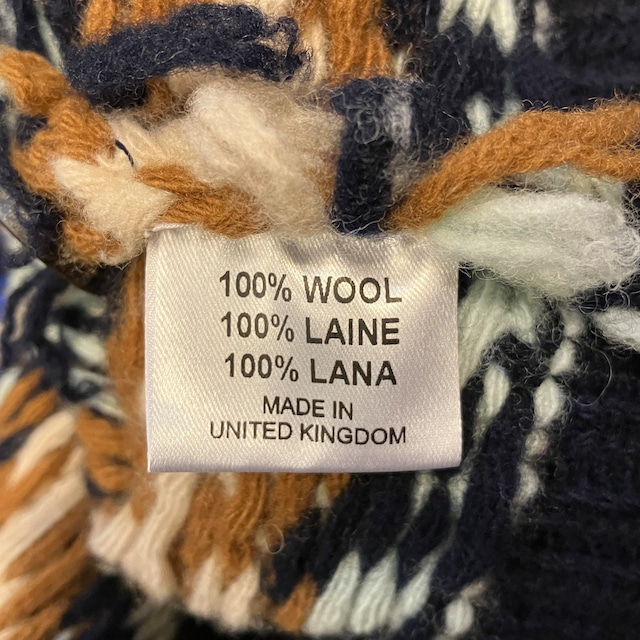 100% WOOL
100% LAINE
100% LANA
MADE IN
UNITED KINGDOM